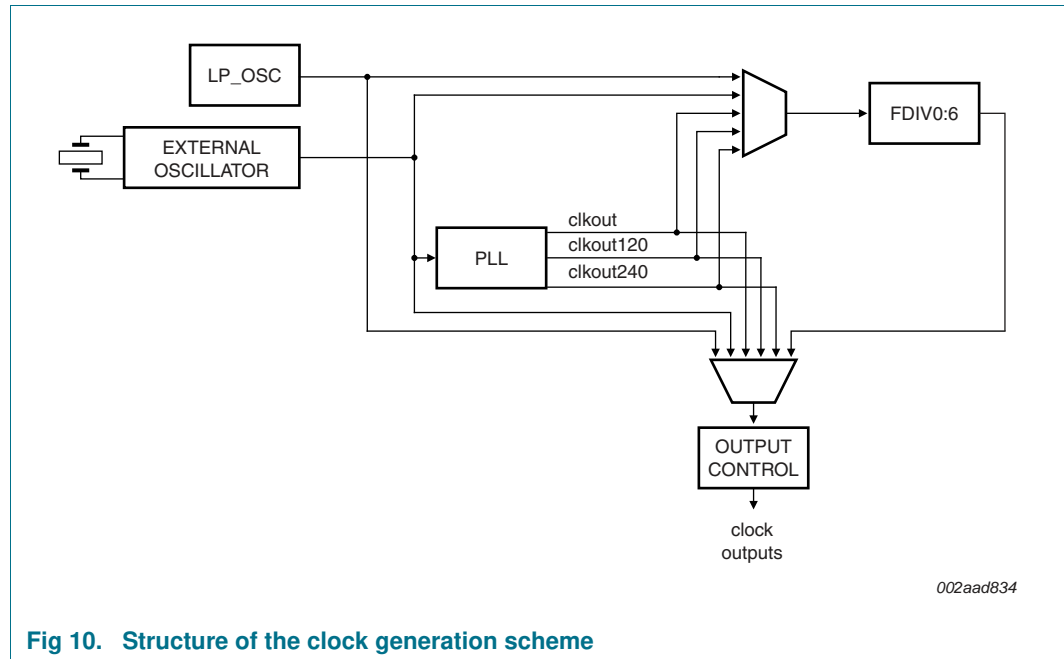 LP_OSC
EXTERNAL
OSCILLATOR
FDIV0:6
PLL
clkout
clkout120
clkout240
OUTPUT
CONTROL
clock
outputs
002aad834
Fig 10. Structure of the clock generation scheme